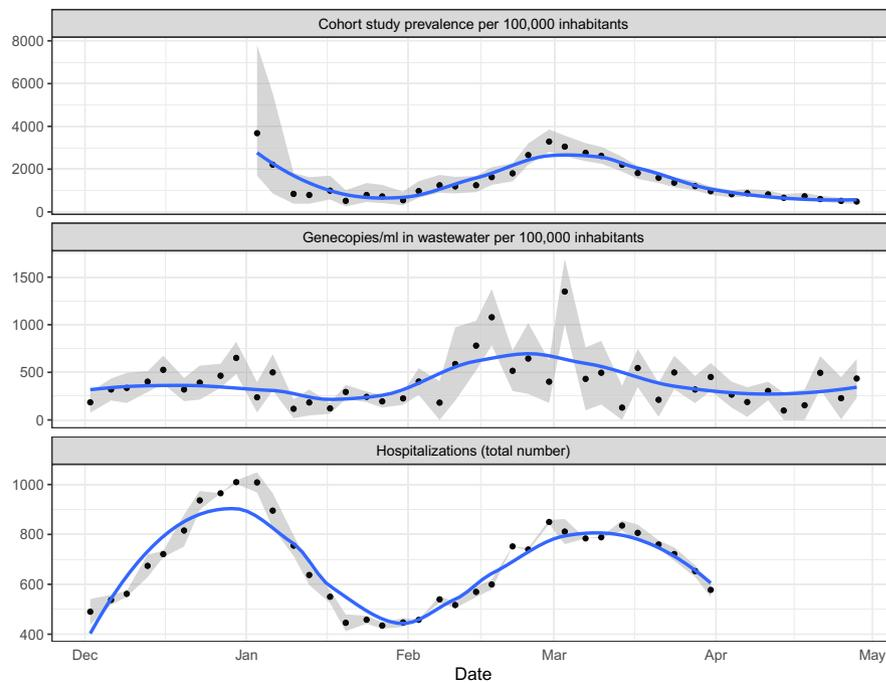 Cohort study prevalence per 100,000 inhabitants
8000
6000
4000
2000
0
Genecopies/ml in wastewater per 100,000 inhabitants
1500
1000
500
0
Hospitalizations (total number)
1000
800
600
400
Dec Jan Feb Mar Apr May
Date